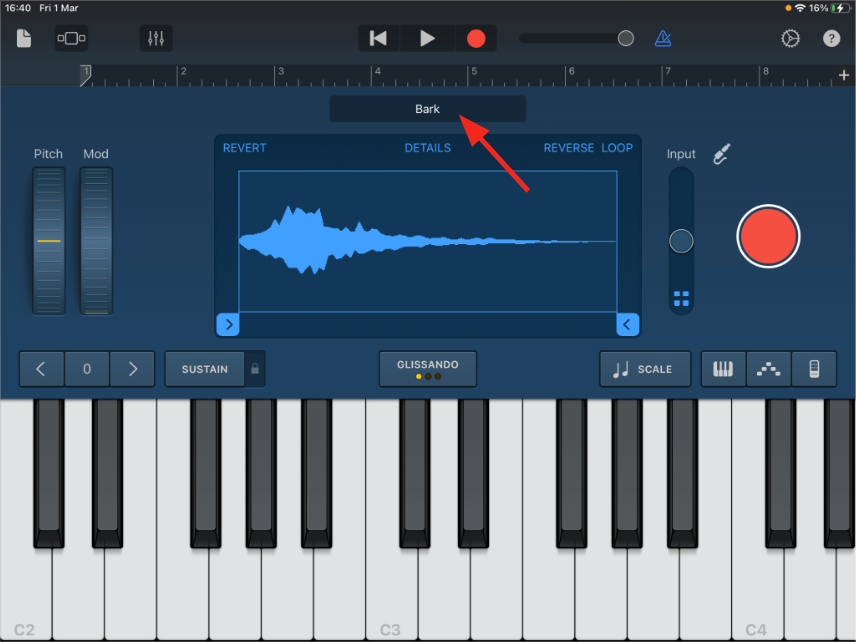 16:40 Fri 1 Mar 16%
?
1 2 3 4 5 6 7 8 +
Bark
Pitch Mod
REVERT DETAILS REVERSE LOOP
Input
0 SUSTAIN GLISSANDO SCALE
C2 C3 C4